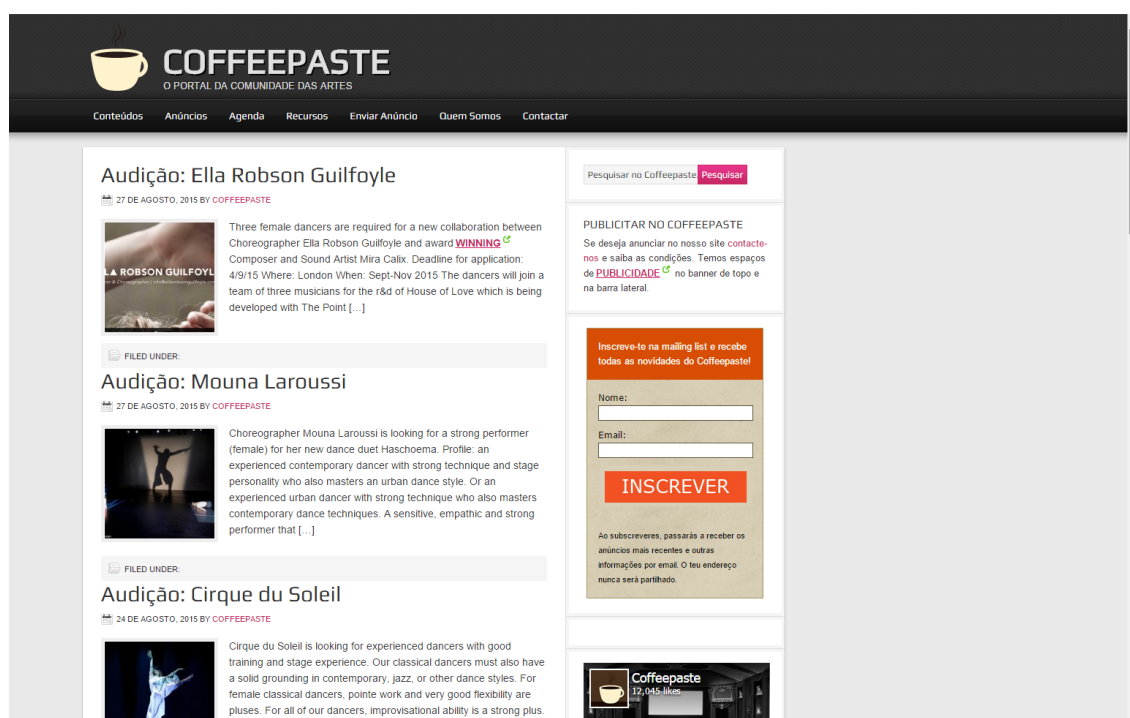 COFFEEPASTE
O PORTAL DA COMUNIDADE DAS ARTES
Conteúdos Anúncios Agenda Recursos Enviar Anúncio Quem Somos Contactar
Audição: Ella Robson Guilfoyle
27 DE AGOSTO, 2015 BY COFFEEPASTE
LA ROBSON GUILFOYL
Three female dancers are required for a new collaboration between
Choreographer Ella Robson Guilfoyle and award WINNING
Composer and Sound Artist Mira Calix. Deadline for application:
4/9/15 Where: London When: Sept-Nov 2015 The dancers will join a
team of three musicians for the r&d of House of Love which is being
developed with The Point […]
FILED UNDER:
Audição: Mouna Laroussi
27 DE AGOSTO, 2015 BY COFFEEPASTE
Choreographer Mouna Laroussi is looking for a strong performer
(female) for her new dance duet Haschoema. Profile: an
experienced contemporary dancer with strong technique and stage
personality who also masters an urban dance style. Or an
experienced urban dancer with strong technique who also masters
contemporary dance techniques. A sensitive, empathic and strong
performer that […]
FILED UNDER:
Audição: Cirque du Soleil
24 DE AGOSTO, 2015 BY COFFEEPASTE
Cirque du Soleil is looking for experienced dancers with good
training and stage experience. Our classical dancers must also have
a solid grounding in contemporary, jazz, or other dance styles. For
female classical dancers, pointe work and very good flexibility are
pluses. For all of our dancers, improvisational ability is a strong plus.
Pesquisar no Coffeepaste Pesquisar
PUBLICITAR NO COFFEEPASTE
Se deseja anunciar no nosso site contacte-
nos e saiba as condições. Temos espaços
de PUBLICIDADE no banner de topo e
na barra lateral.
Inscreve-te na mailing list e recebe
todas as novidades do Coffeepaste!
Nome:
Email:
INSCREVER
Ao subscreveres, passarás a receber os
anúncios mais recentes e outras
informações por email. O teu endereço
nunca será partilhado.
Coffeepaste
12,045 likes